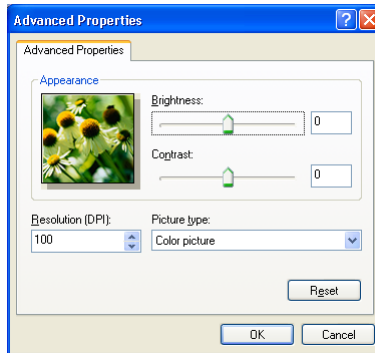 Advanced Properties
Advanced Properties
Appearance
Brightness:
0
Contrast:
0
Resolution (DPI):
Picture type:
100
Color picture
Reset
OK
Cancel